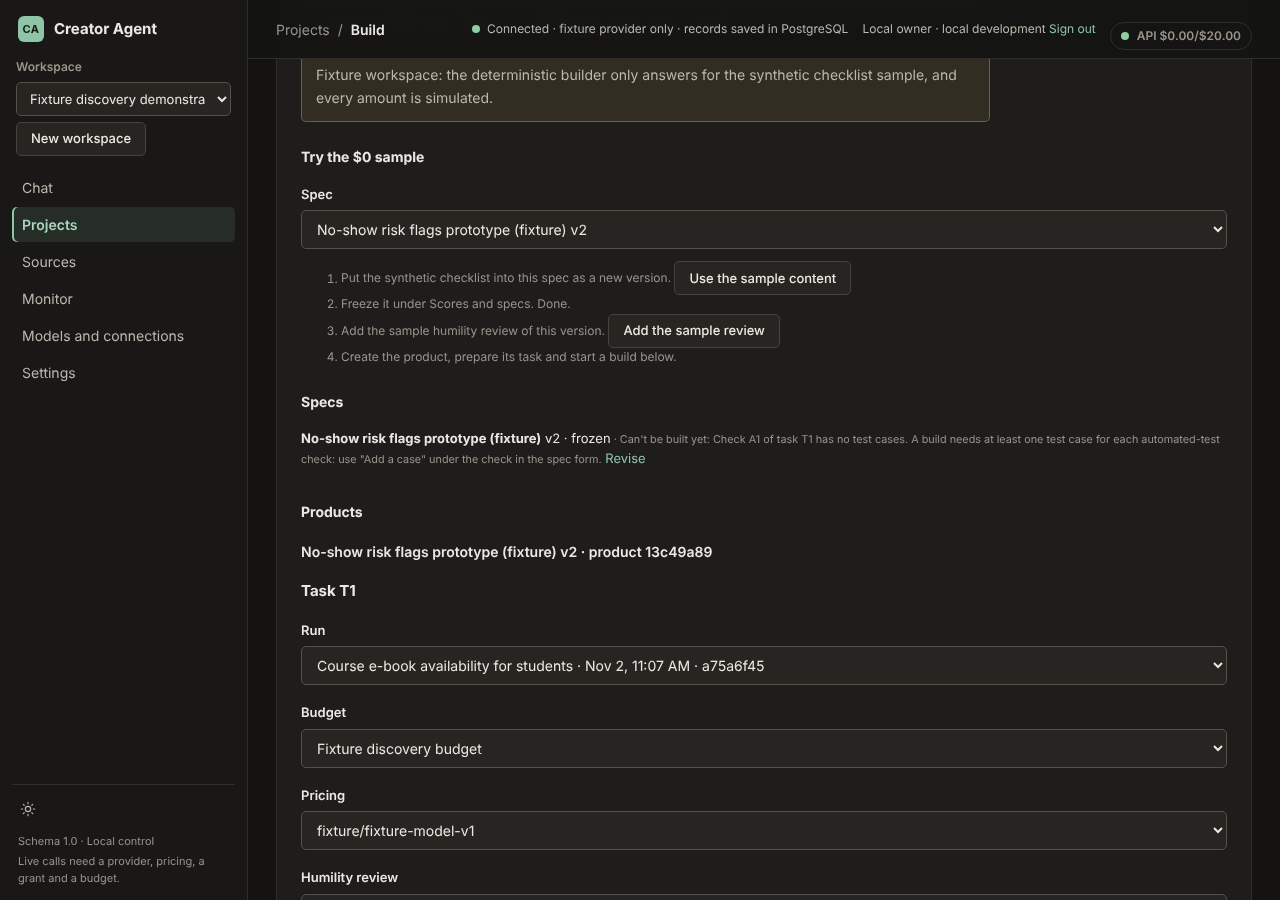 CA Creator Agent
Workspace
Fixture discovery demonstra
New workspace
Chat
Projects
Sources
Monitor
Models and connections
Settings
Schema 1.0 · Local control
Live calls need a provider, pricing, a
grant and a budget.
Projects / Build
Connected · fixture provider only · records saved in PostgreSQL
Local owner · local development Sign out
API $0.00/$20.00
Fixture workspace: the deterministic builder only answers for the synthetic checklist sample, and
every amount is simulated.
Try the $0 sample
Spec
No-show risk flags prototype (fixture) v2
1. Put the synthetic checklist into this spec as a new version. Use the sample content
2. Freeze it under Scores and specs. Done.
3. Add the sample humility review of this version. Add the sample review
4. Create the product, prepare its task and start a build below.
Specs
No-show risk flags prototype (fixture) v2 · frozen · Can't be built yet: Check A1 of task T1 has no test cases. A build needs at least one test case for each automated-test
check: use "Add a case" under the check in the spec form. Revise
Products
No-show risk flags prototype (fixture) v2 · product 13c49a89
Task T1
Run
Course e-book availability for students · Nov 2, 11:07 AM · a75a6f45
Budget
Fixture discovery budget
Pricing
fixture/fixture-model-v1
Humility review